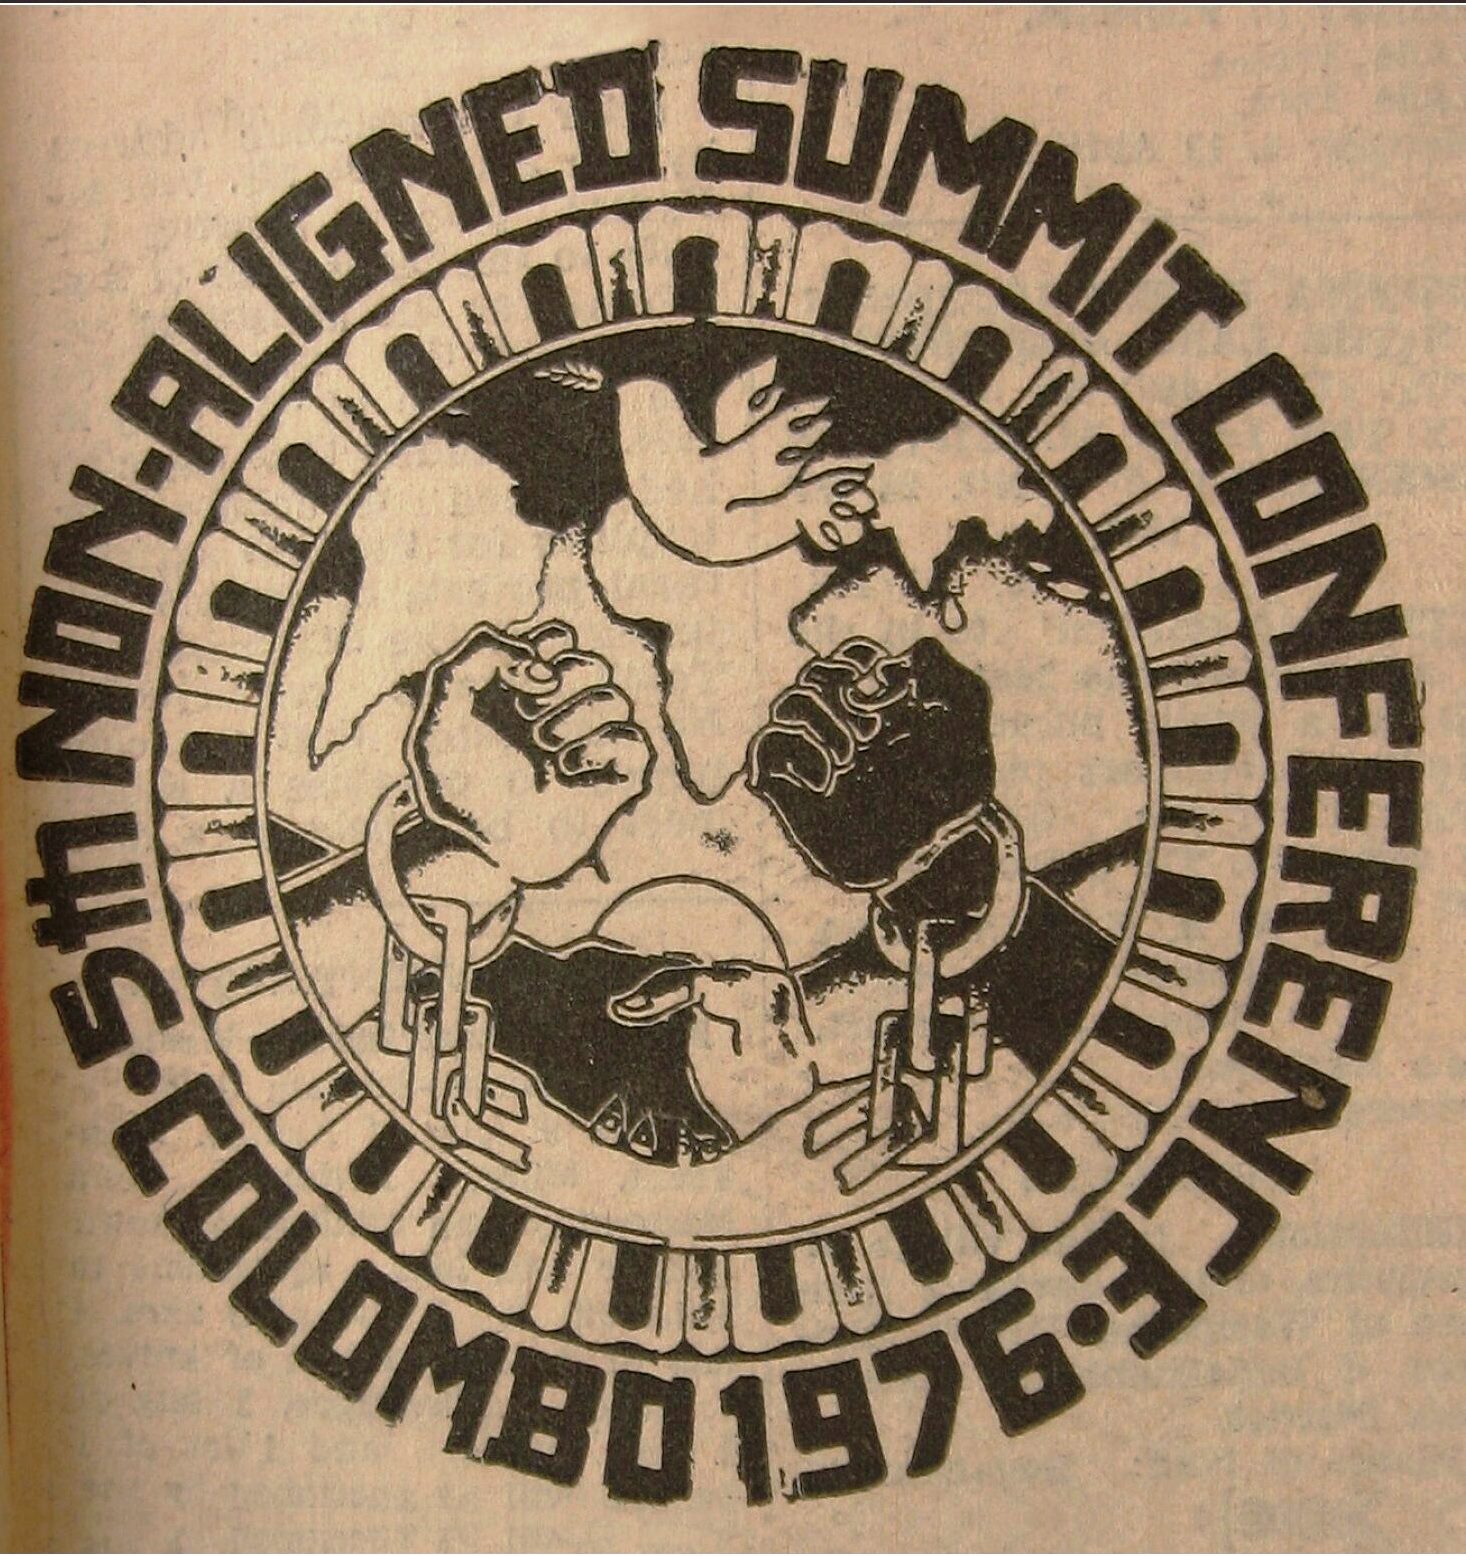 5th NON-ALIGNED SUMMIT CONFERENCE
COLOMBO 1976